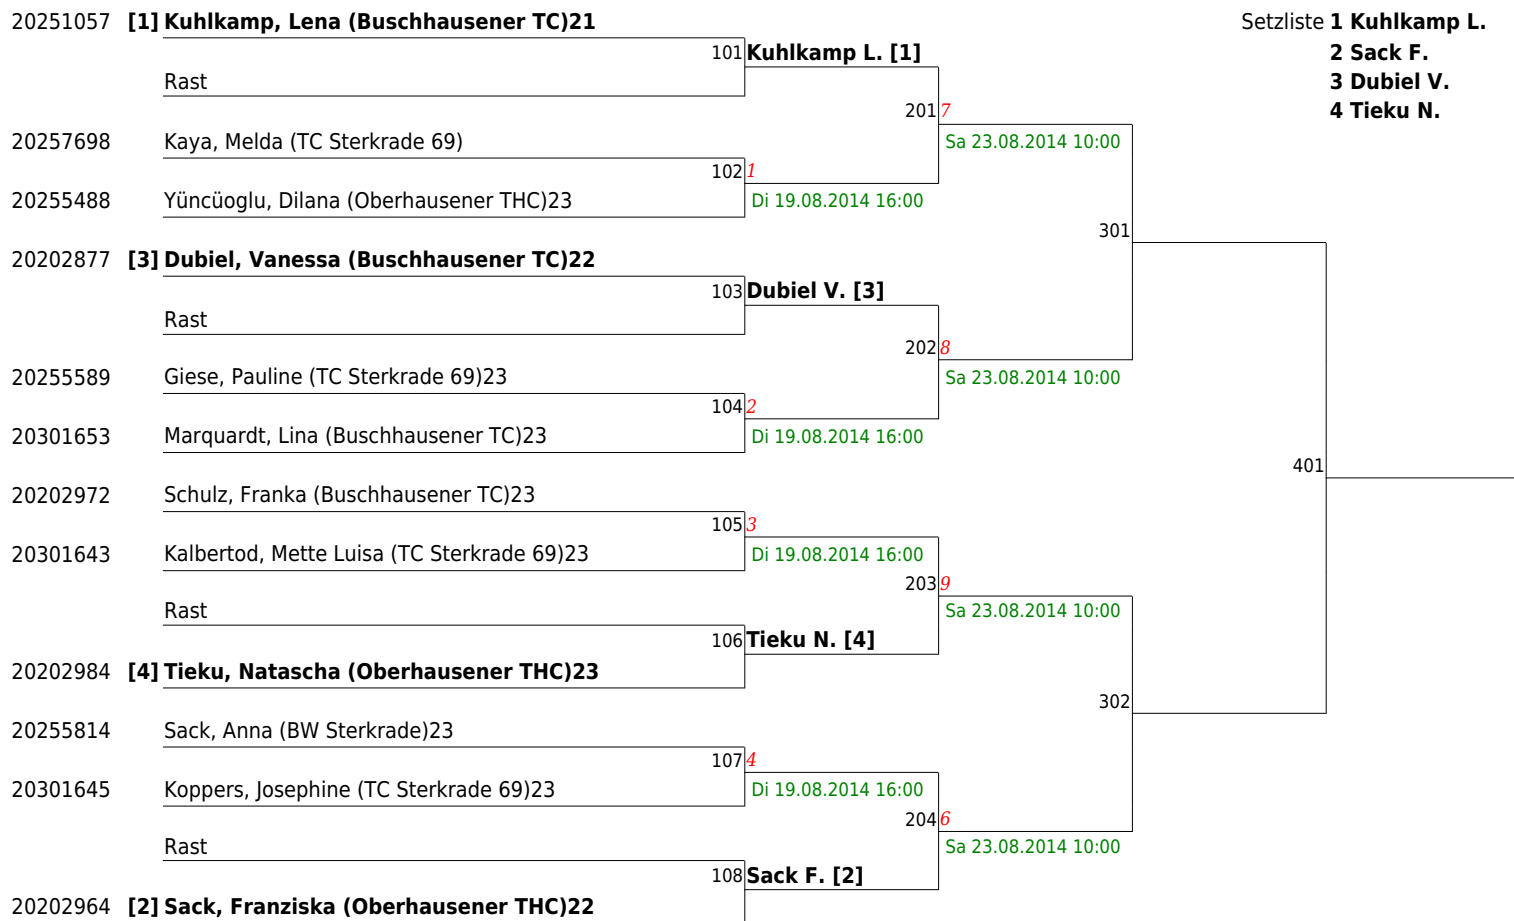 20251057 [1] Kuhlkamp, Lena (Buschhausener TC)21
Setzliste 1 Kuhlkamp L.
101 Kuhlkamp L. [1]
2 Sack F.
Rast
3 Dubiel V.
201 7
4 Tieku N.
20257698 Kaya, Melda (TC Sterkrade 69)
Sa 23.08.2014 10:00
102 1
20255488 Yüncüoglu, Dilana (Oberhausener THC)23
Di 19.08.2014 16:00
301
20202877 [3] Dubiel, Vanessa (Buschhausener TC)22
103 Dubiel V. [3]
Rast
202 8
20255589 Giese, Pauline (TC Sterkrade 69)23
Sa 23.08.2014 10:00
104 2
20301653 Marquardt, Lina (Buschhausener TC)23
Di 19.08.2014 16:00
401
20202972 Schulz, Franka (Buschhausener TC)23
105 3
20301643 Kalbertod, Mette Luisa (TC Sterkrade 69)23
Di 19.08.2014 16:00
203 9
Rast
Sa 23.08.2014 10:00
106 Tieku N. [4]
20202984 [4] Tieku, Natascha (Oberhausener THC)23
302
20255814 Sack, Anna (BW Sterkrade)23
107 4
20301645 Koppers, Josephine (TC Sterkrade 69)23
Di 19.08.2014 16:00
204 6
Rast
Sa 23.08.2014 10:00
108 Sack F. [2]
20202964 [2] Sack, Franziska (Oberhausener THC)22